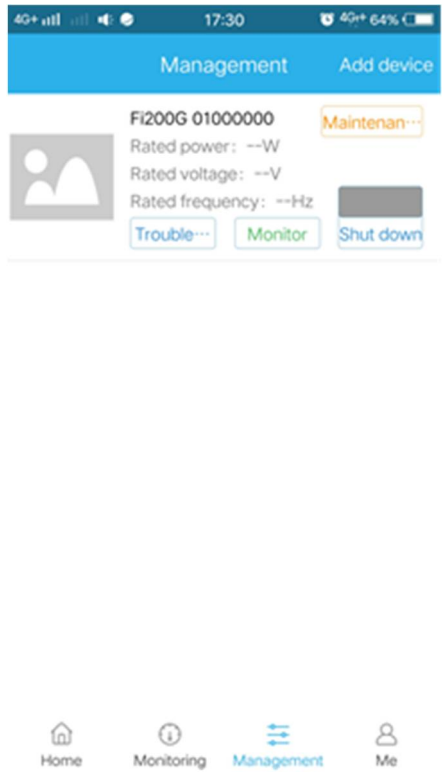 4G+ 17:30 4G+ 64%
Management Add device
Fi200G 01000000 Maintenan···
Rated power: --W
Rated voltage: --V
Rated frequency: --Hz
Trouble··· Monitor Shut down
Home Monitoring Management Me